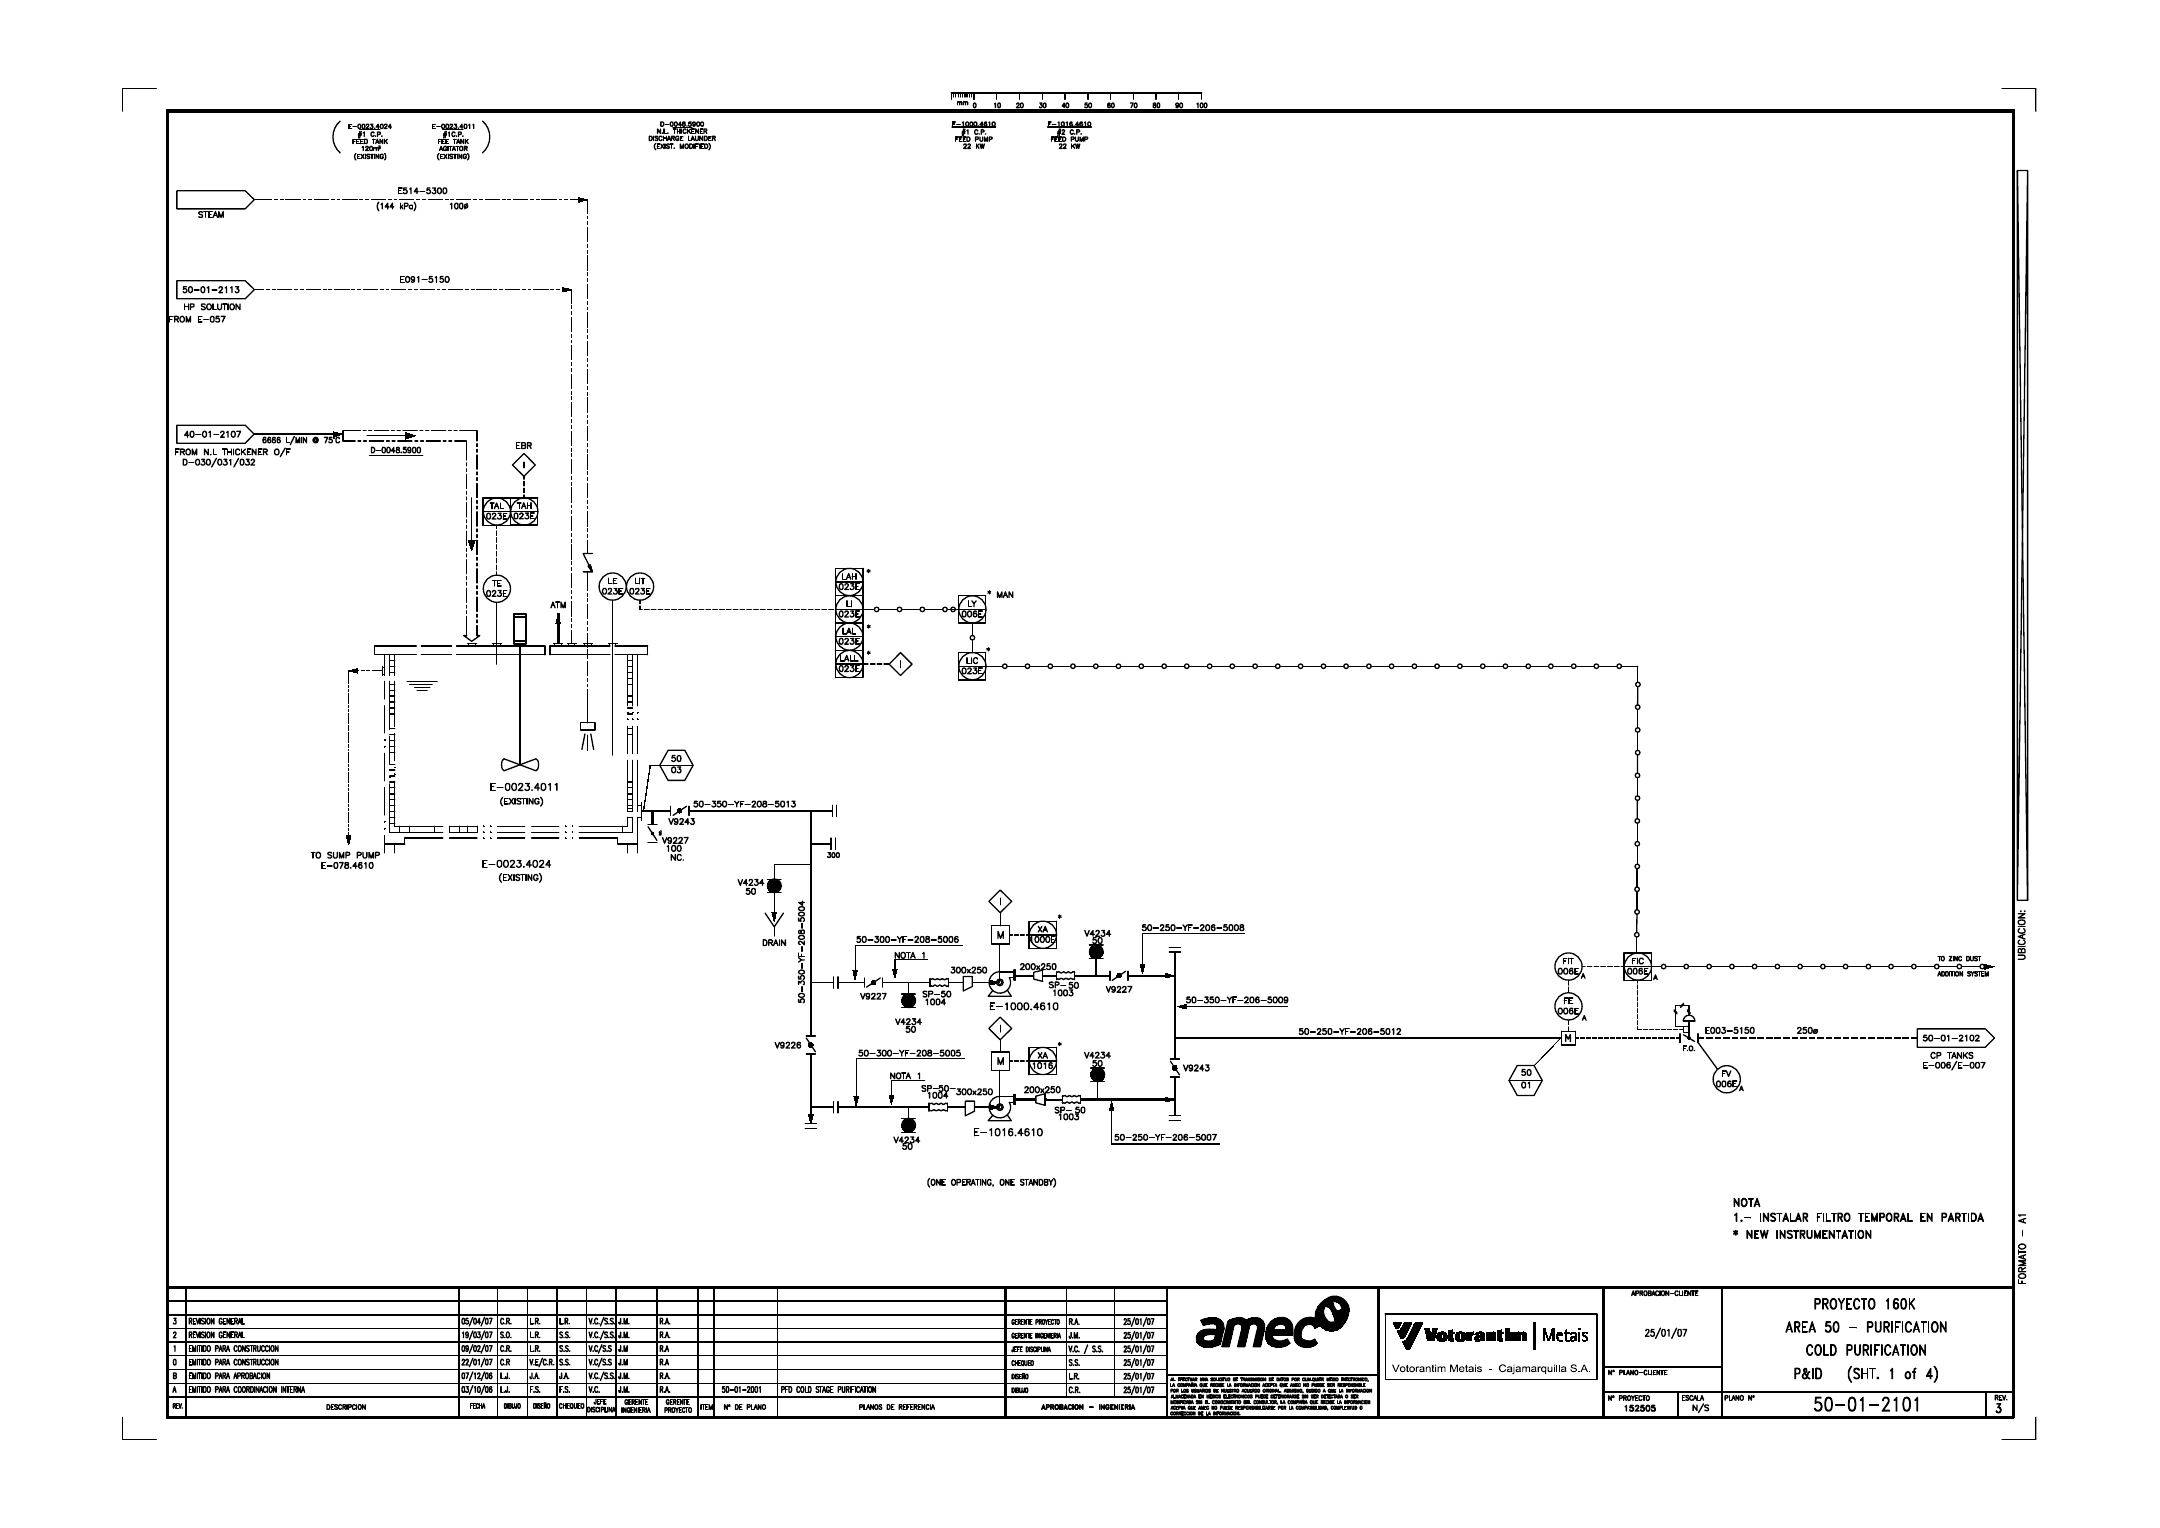 mm 0 10 20 30 40 50 60 70 80 90 100
E-0023.4024
#1 C.P.
FEED TANK
120m³
(EXISTING)
E-0023.4011
#1C.P.
FEE TANK
AGITATOR
(EXISTING)
D-0048.5900
N.L. THICKENER
DISCHARGE LAUNDER
(EXIST. MODIFIED)
F-1000.4610
#1 C.P.
FEED PUMP
22 KW
F-1016.4610
#2 C.P.
FEED PUMP
22 KW
STEAM
E514-5300
(144 kPa) 100ø
50-01-2113
HP SOLUTION
FROM E-057
E091-5150
40-01-2107
6666 L/MIN @ 75°C
FROM N.L THICKENER O/F
D-030/031/032
D-0048.5900
EBR
I
TAL
023E
TAH
023E
TE
023E
ATM
LE
023E
LIT
023E
LAH
023E
*
LI
023E
LAL
023E
*
LALL
023E
*
I
LY
006E
* MAN
LIC
023E
*
E-0023.4011
(EXISTING)
E-0023.4024
(EXISTING)
TO SUMP PUMP
E-078.4610
50
03
V9243
50-350-YF-208-5013
V9227
100
NC.
300
V4234
50
DRAIN
50-350-YF-208-5004
V9226
50-300-YF-208-5006
NOTA 1
V9227
V4234
50
SP-50
1004
300x250
I
M
XA
1000E
*
E-1000.4610
200x250
SP-50
1003
V4234
50
V9227
50-250-YF-206-5008
50-350-YF-206-5009
50-300-YF-208-5005
NOTA 1
V4234
50
SP-50-
1004
300x250
I
M
XA
1016
*
E-1016.4610
200x250
SP-50
1003
V4234
50
V9243
50-250-YF-206-5007
50-250-YF-206-5012
(ONE OPERATING, ONE STANDBY)
FIT
006E
A
FIC
006E
A
FE
006E
A
M
50
01
TO ZINC DUST
ADDITION SYSTEM
F.O.
FV
006E
A
E003-5150 250ø
50-01-2102
CP TANKS
E-006/E-007
NOTA
1.- INSTALAR FILTRO TEMPORAL EN PARTIDA
* NEW INSTRUMENTATION
UBICACION:
FORMATO - A1
3 REVISION GENERAL 05/04/07 C.R. L.R. L.R. V.C./S.S. J.M. R.A.
2 REVISION GENERAL 19/03/07 S.O. L.R. S.S. V.C./S.S. J.M. R.A.
1 EMITIDO PARA CONSTRUCCION 09/02/07 C.R. L.R. S.S. V.C/S.S J.M R.A
0 EMITIDO PARA CONSTRUCCION 22/01/07 C.R V.E/C.R. S.S. V.C/S.S J.M R.A
B EMITIDO PARA APROBACION 07/12/06 I.J. J.A. J.A. V.C./S.S. J.M. R.A.
A EMITIDO PARA COORDINACION INTERNA 03/10/06 I.J. F.S. F.S. V.C. J.M. R.A.
REV. DESCRIPCION FECHA DIBUJO DISEÑO CHEQUEO JEFE DISCIPLINA GERENTE INGENIERIA GERENTE PROYECTO ITEM
50-01-2001 PFD COLD STAGE PURIFICATION
Nº DE PLANO PLANOS DE REFERENCIA
GERENTE PROYECTO R.A. 25/01/07
GERENTE INGENIERIA J.M. 25/01/07
JEFE DISCIPLINA V.C. / S.S. 25/01/07
CHEQUEO S.S. 25/01/07
DISEÑO L.R. 25/01/07
DIBUJO C.R. 25/01/07
APROBACION - INGENIERIA
amec
Votorantim | Metais
Votorantim Metais - Cajamarquilla S.A.
APROBACION-CLIENTE
25/01/07
Nº PLANO-CLIENTE
Nº PROYECTO
152505
ESCALA
N/S
PROYECTO 160K
AREA 50 - PURIFICATION
COLD PURIFICATION
P&ID (SHT. 1 of 4)
PLANO Nº
50-01-2101
REV.
3